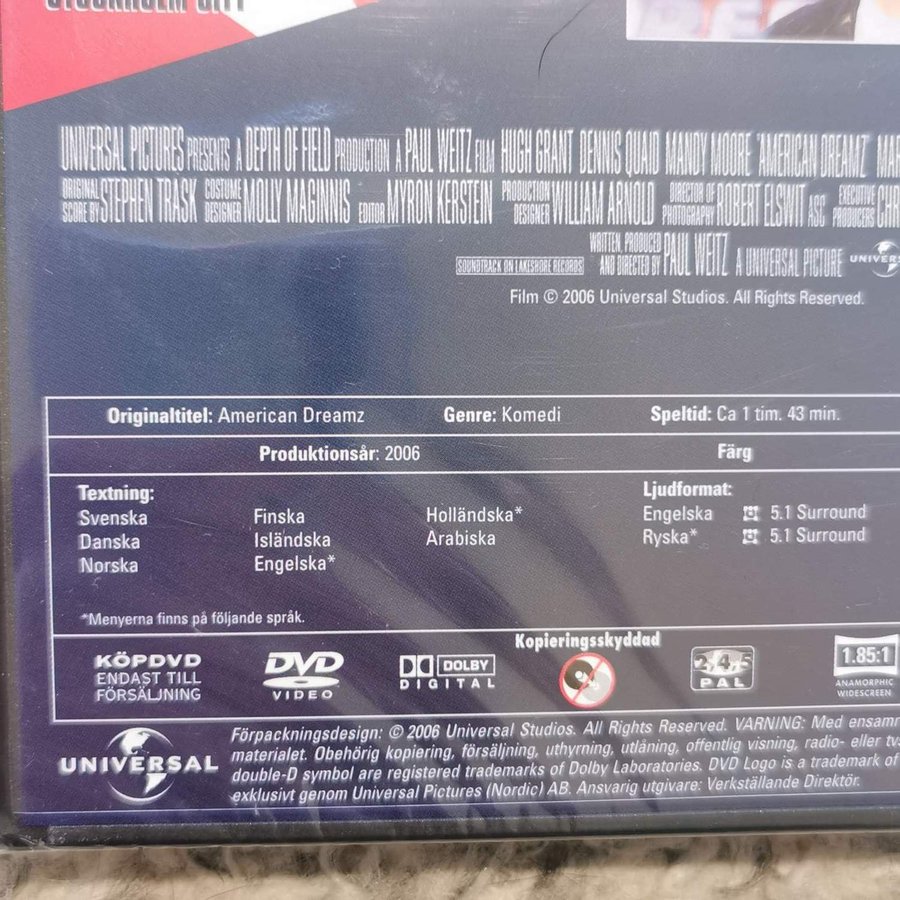 STOCKHOLM CITY
UNIVERSAL PICTURES PRESENTS A DEPTH OF FIELD PRODUCTION A PAUL WEITZ FILM HUGH GRANT DENNIS QUAID MANDY MOORE "AMERICAN DREAMZ" MAR
ORIGINAL SCORE BY STEPHEN TRASK COSTUME DESIGNER MOLLY MAGINNIS EDITOR MYRON KERSTEIN PRODUCTION DESIGNER WILLIAM ARNOLD DIRECTOR OF PHOTOGRAPHY ROBERT ELSWIT ASC EXECUTIVE PRODUCERS CHR
WRITTEN, PRODUCED AND DIRECTED BY PAUL WEITZ A UNIVERSAL PICTURE
SOUNDTRACK ON LAKESHORE RECORDS
UNIVERS
Film © 2006 Universal Studios. All Rights Reserved.
Originaltitel: American Dreamz Genre: Komedi Speltid: Ca 1 tim. 43 min.
Produktionsår: 2006 Färg
Textning: Ljudformat:
Svenska Finska Holländska* Engelska 5.1 Surround
Danska Isländska Arabiska Ryska* 5.1 Surround
Norska Engelska*
*Menyerna finns på följande språk.
Kopieringsskyddad
KÖPDVD
ENDAST TILL
FÖRSÄLJNING
DVD
VIDEO
DOLBY
DIGITAL
2,4,5
PAL
1.85:1
ANAMORPHIC
WIDESCREEN
UNIVERSAL
Förpackningsdesign: © 2006 Universal Studios. All Rights Reserved. VARNING: Med ensamr
materialet. Obehörig kopiering, försäljning, uthyrning, utlåning, offentlig visning, radio- eller tv
double-D symbol are registered trademarks of Dolby Laboratories. DVD Logo is a trademark of
exklusivt genom Universal Pictures (Nordic) AB. Ansvarig utgivare: Verkställande Direktör.